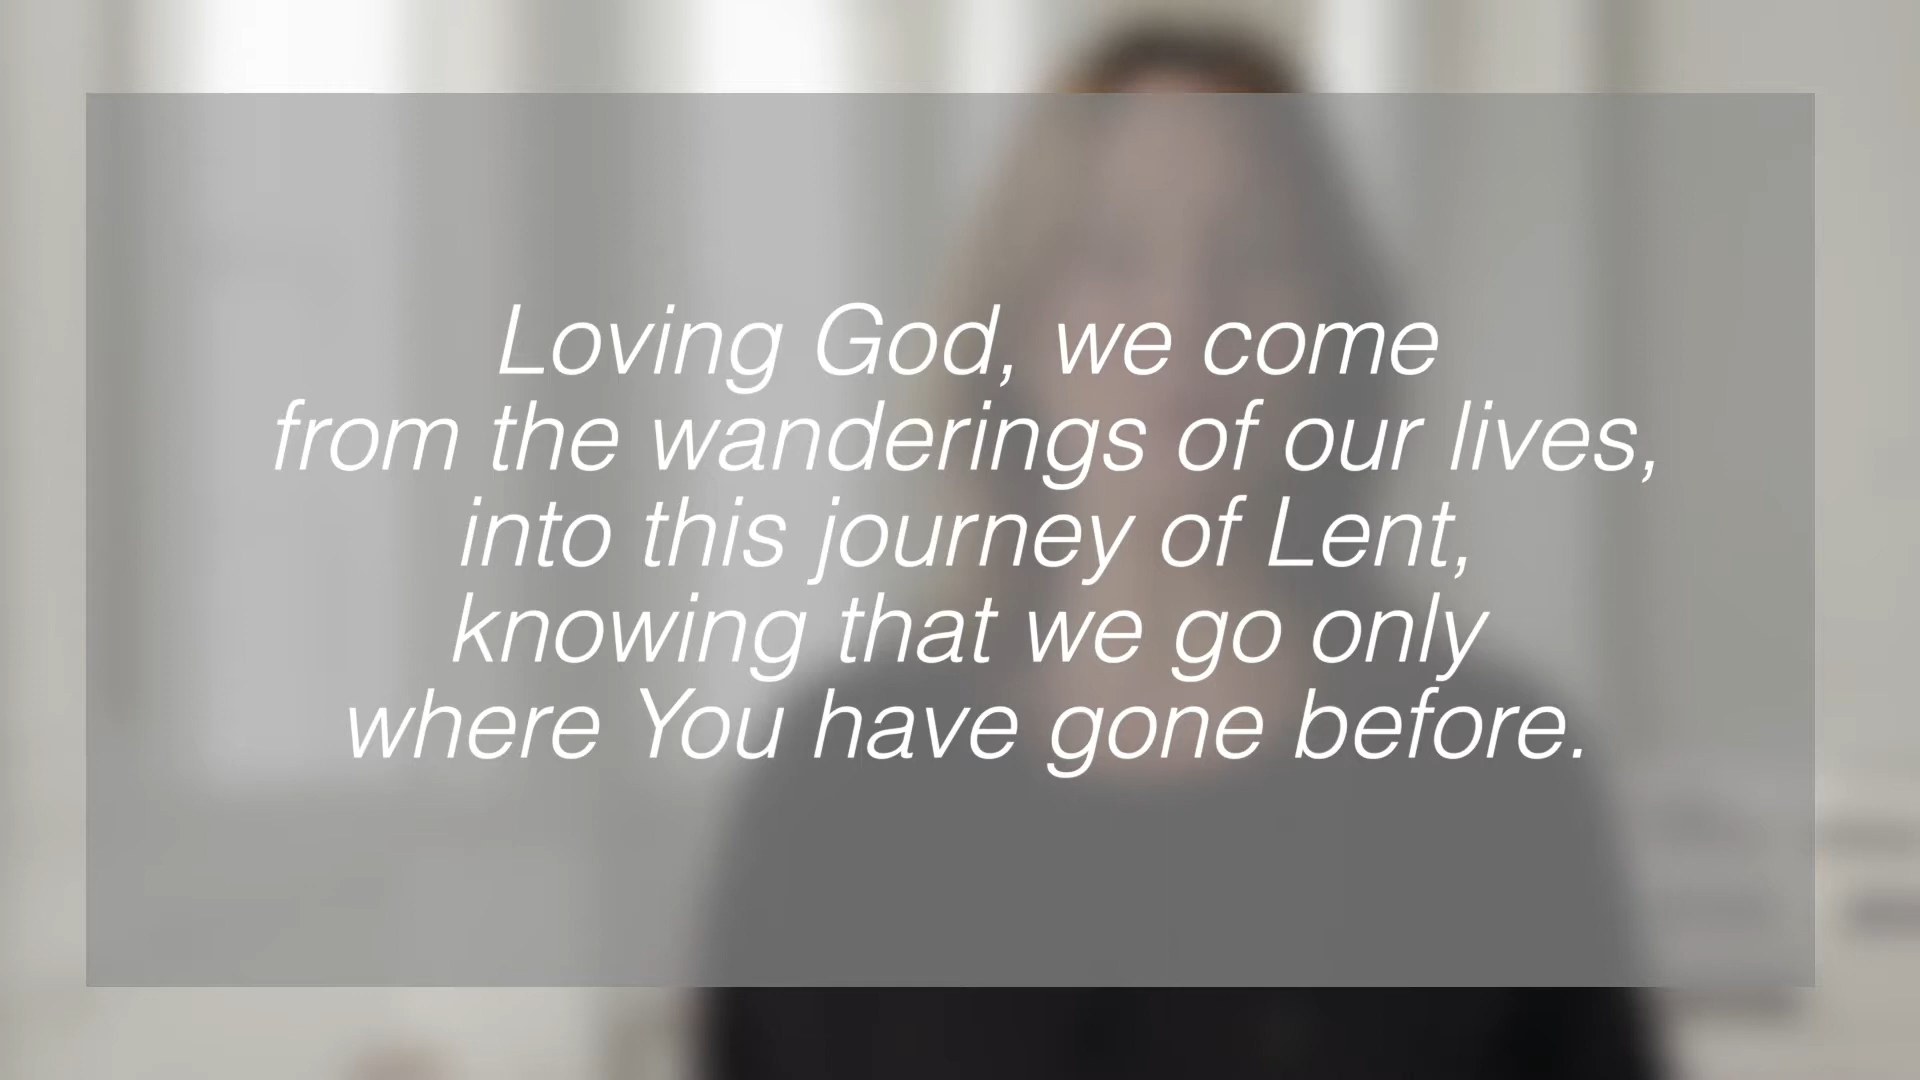 Loving God, we come
from the wanderings of our lives,
into this journey of Lent,
knowing that we go only
where You have gone before.